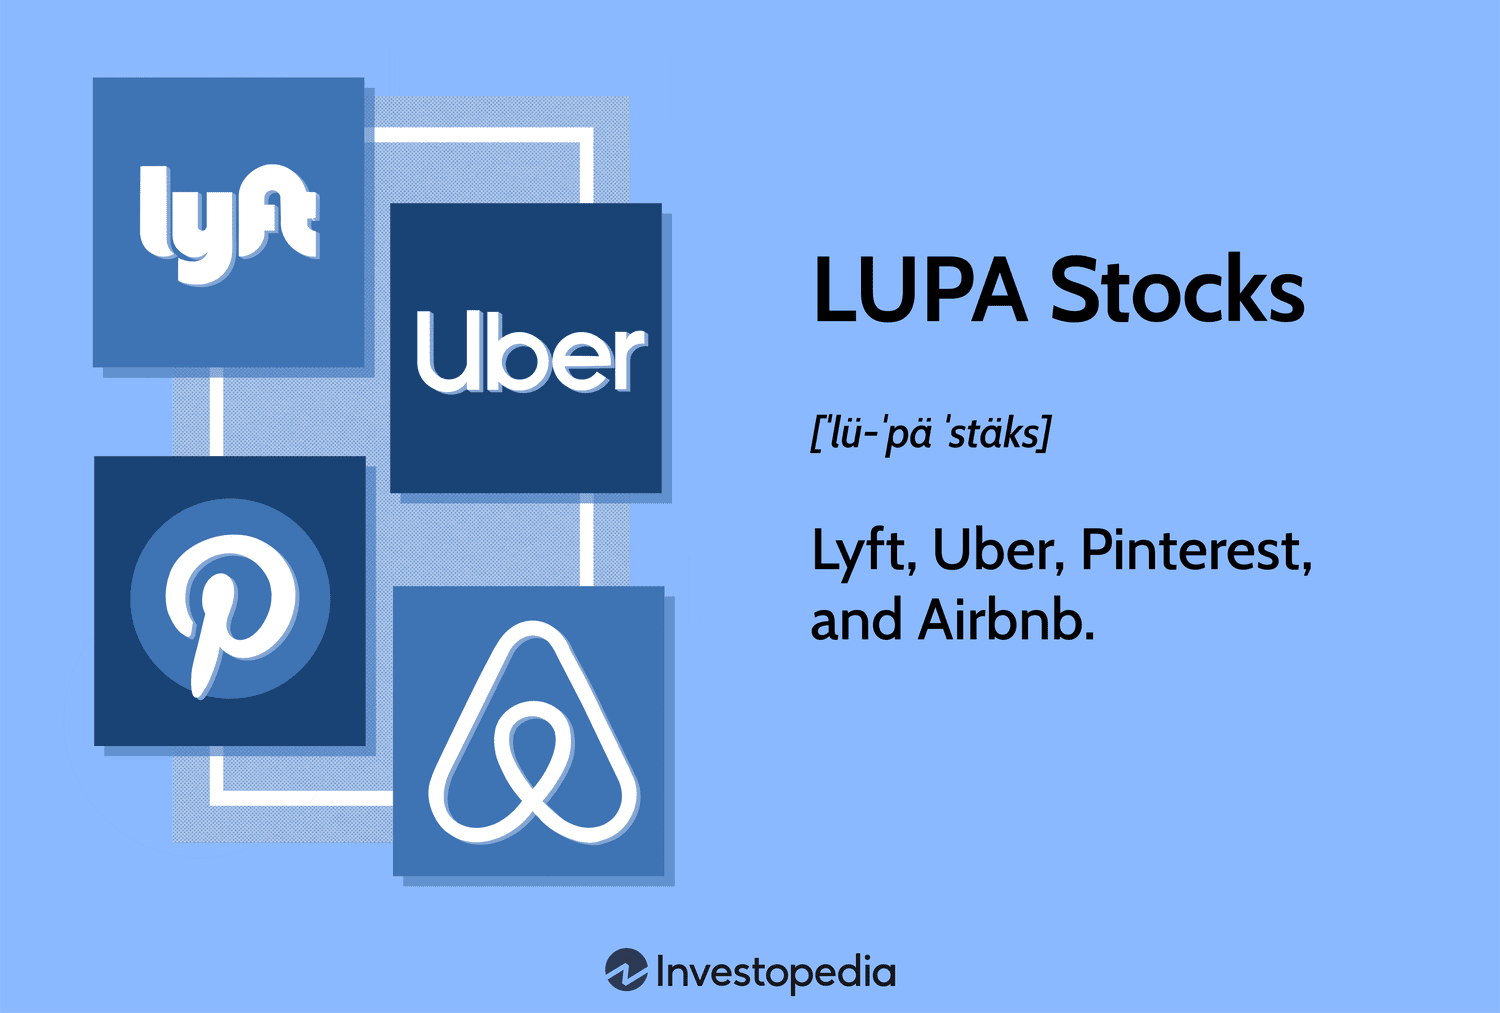 lyft
Uber
LUPA Stocks
[ˈlü-ˈpä ˈstäks]
Lyft, Uber, Pinterest,
and Airbnb.
Investopedia